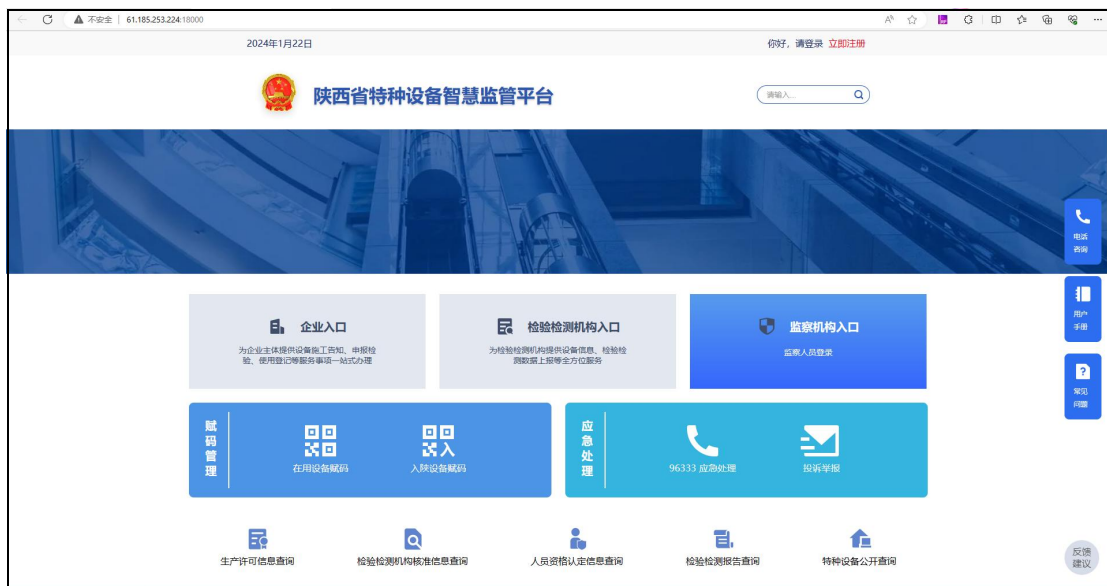 不安全 | 61.185.253.224:18000
2024年1月22日
你好，请登录 立即注册
陕西省特种设备智慧监管平台
请输入...
电话
咨询
用户
手册
常见
问题
企业入口
为企业主体提供设备施工告知、申报检
验、使用登记等服务事项一站式办理
检验检测机构入口
为检验检测机构提供设备信息、检验检
测数据上报等全方位服务
监察机构入口
监察人员登录
赋码管理
在用设备赋码
入陕设备赋码
应急处理
96333 应急处理
投诉举报
生产许可信息查询
检验检测机构核准信息查询
人员资格认定信息查询
检验检测报告查询
特种设备公开查询
反馈
建议